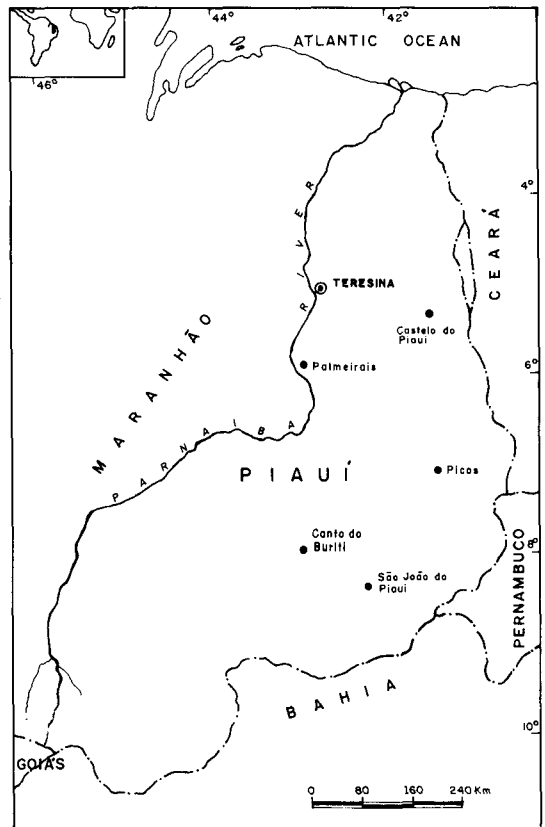 44° 42°
46°
ATLANTIC OCEAN
4°
CEARÁ
PARNAIBA RIVER
TERESINA
Castelo do
Piauí
MARANHÃO
Palmeirais
6°
PIAUÍ
Picos
Canto do
Buriti
8°
São João do
Piauí
PERNAMBUCO
BAHIA
10°
GOIÁS
0 80 160 240 Km